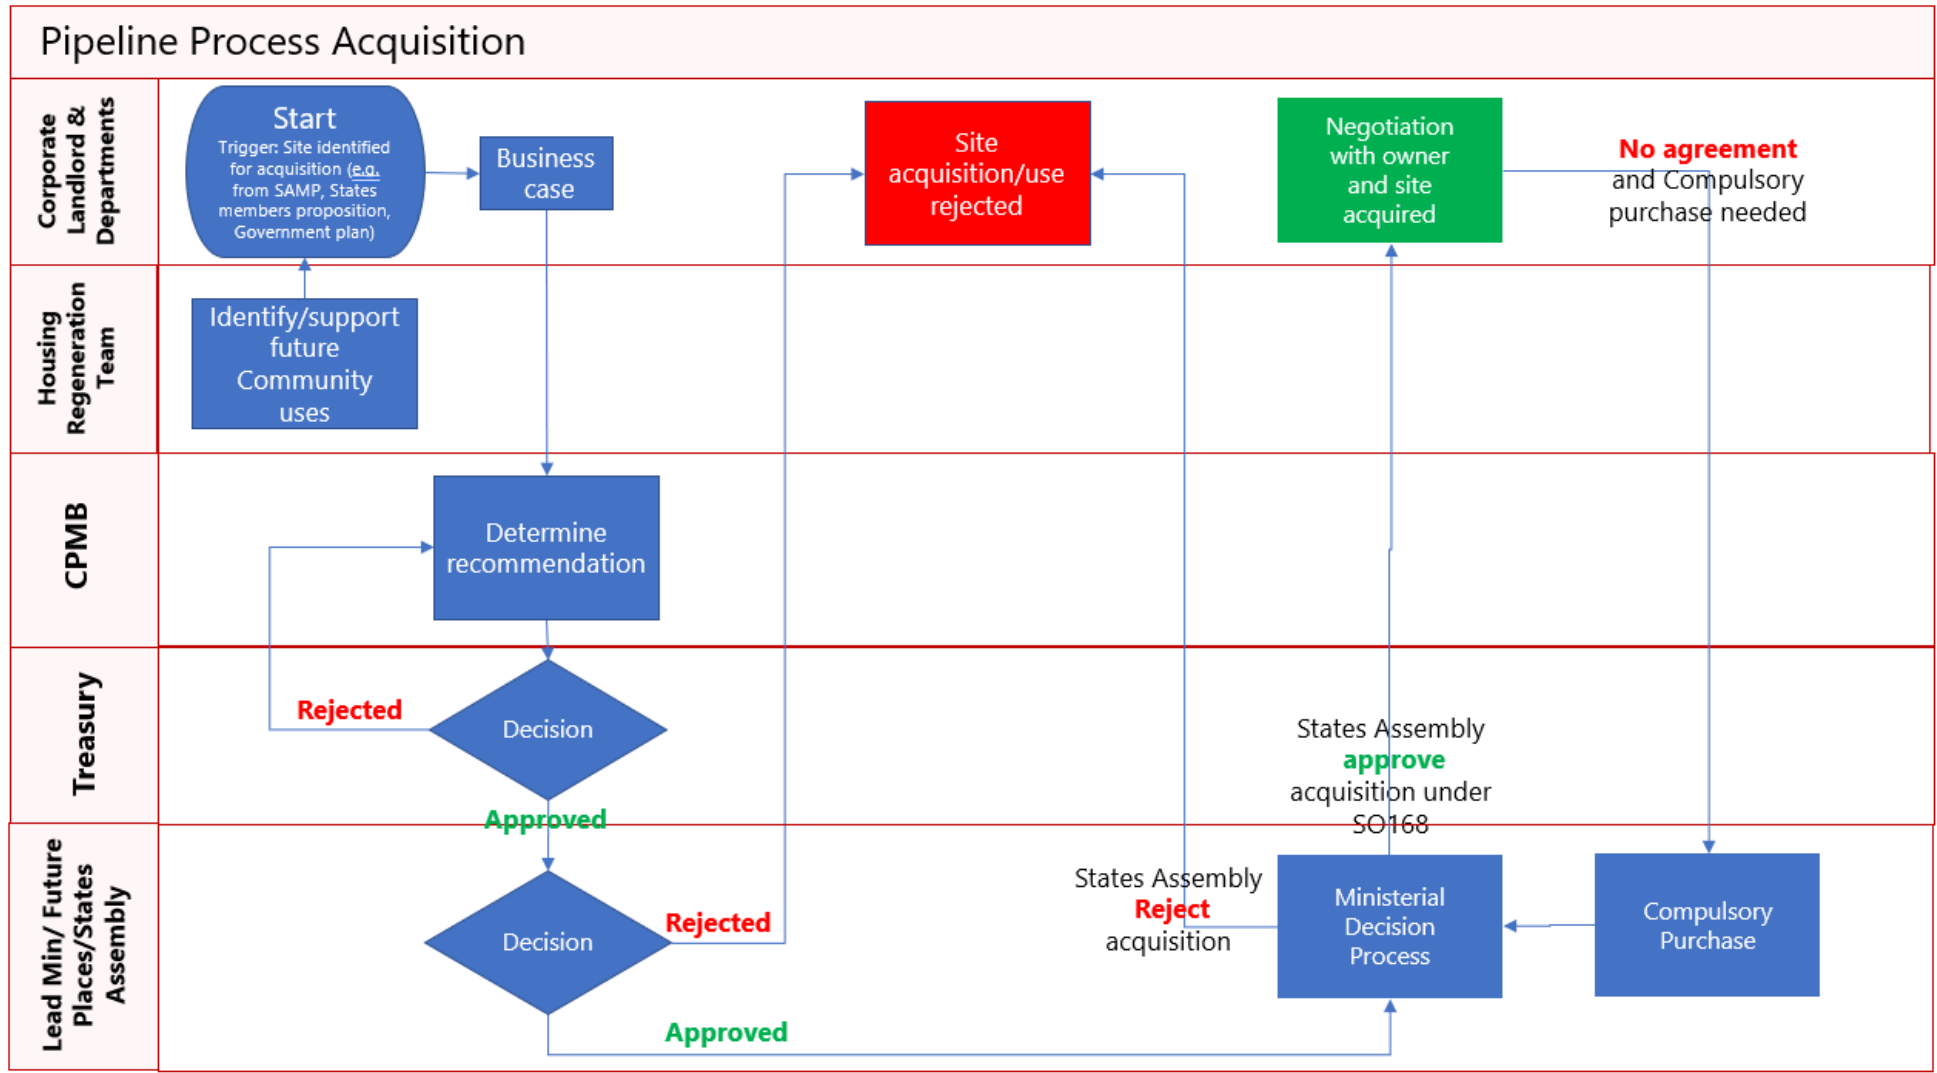 Pipeline Process Acquisition
Corporate
Landlord &
Departments
Start
Trigger: Site identified
for acquisition (e.g.
from SAMP, States
members proposition,
Government plan)
Business
case
Site
acquisition/use
rejected
Negotiation
with owner
and site
acquired
No agreement
and Compulsory
purchase needed
Housing
Regeneration
Team
Identify/support
future
Community
uses
CPMB
Determine
recommendation
Treasury
Rejected
Decision
Approved
States Assembly
approve
acquisition under
SO168
Lead Min/ Future
Places/States
Assembly
Decision
Rejected
Approved
States Assembly
Reject
acquisition
Ministerial
Decision
Process
Compulsory
Purchase